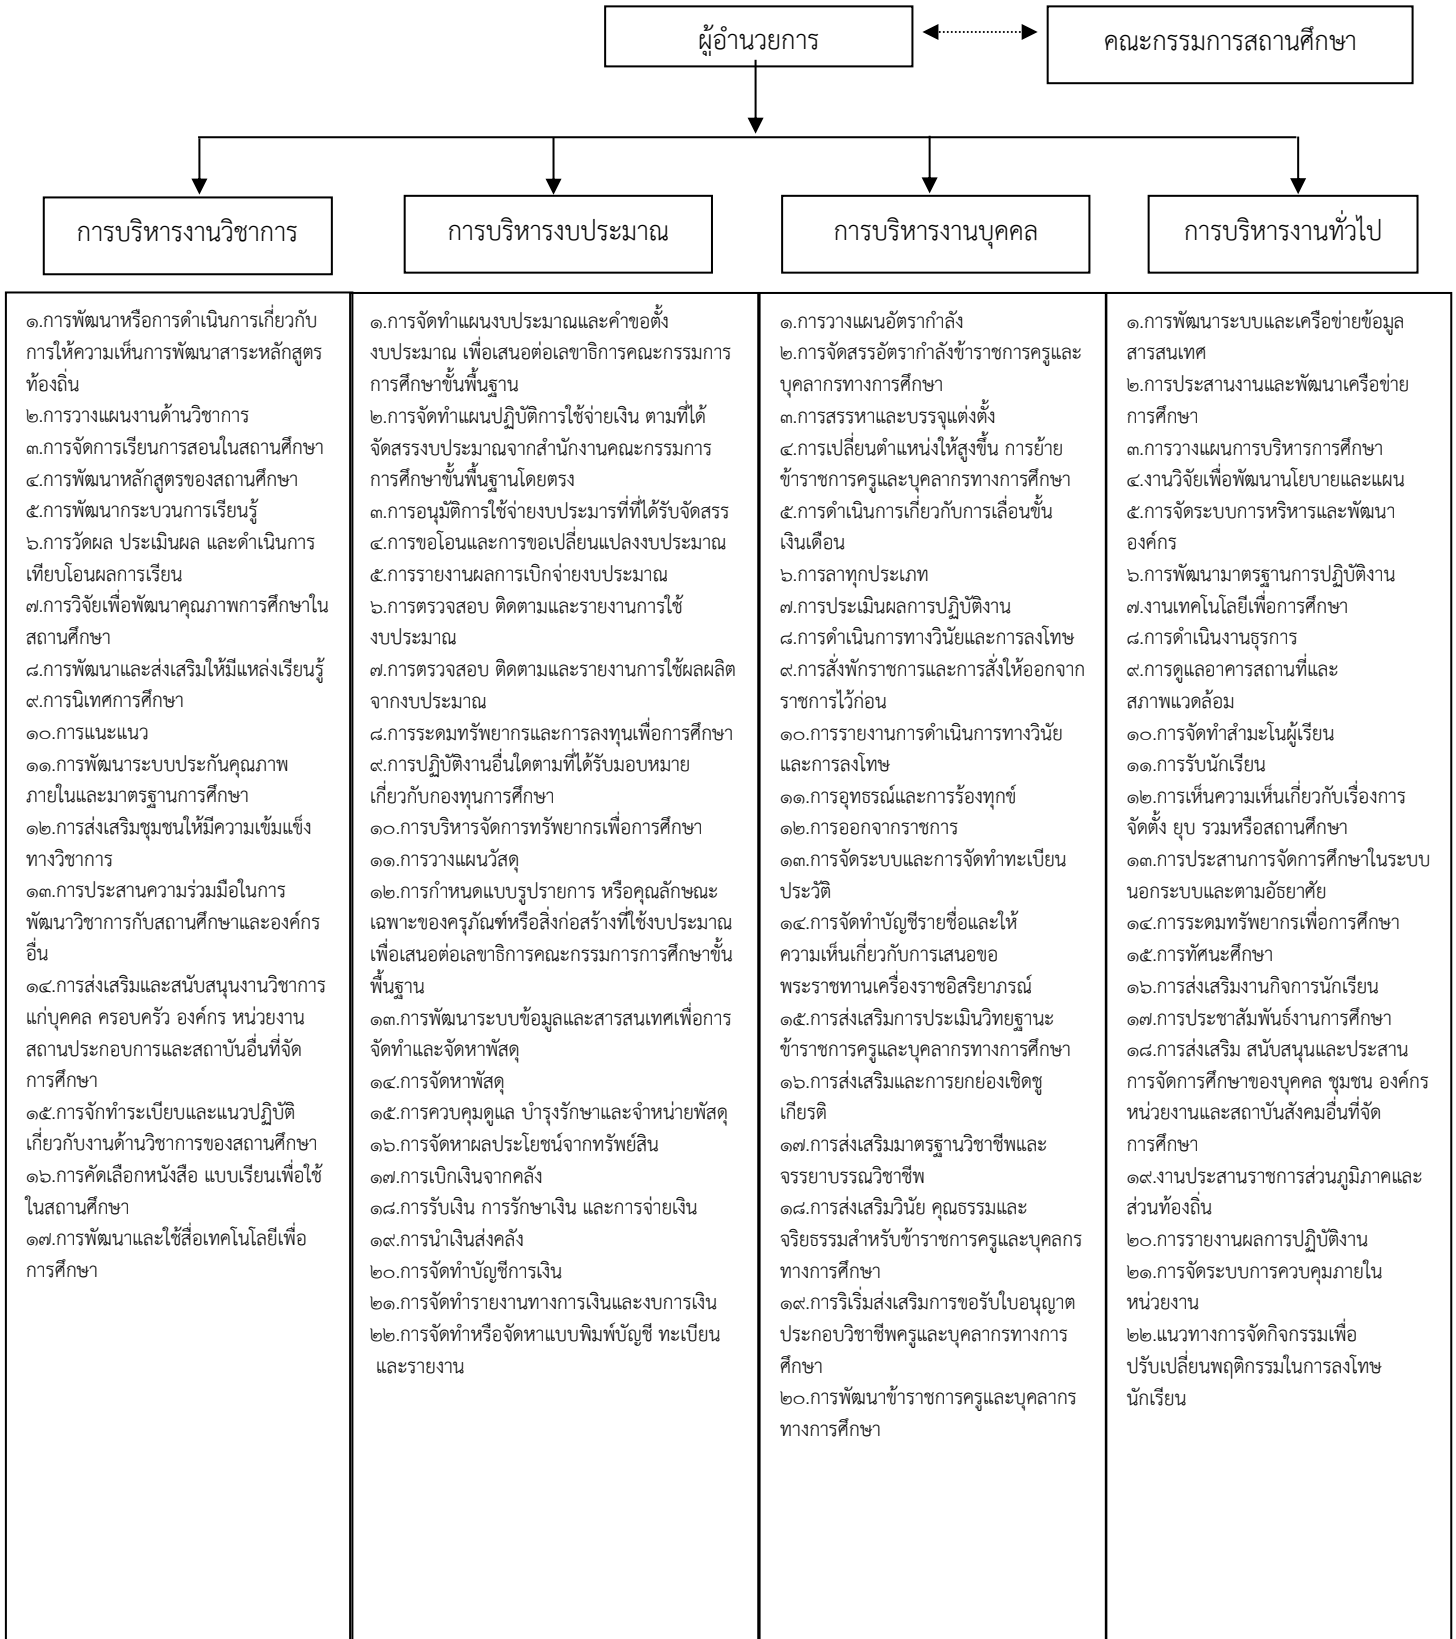 ผู้อำนวยการ
คณะกรรมการสถานศึกษา
การบริหารงานวิชาการ
การบริหารงบประมาณ
การบริหารงานบุคคล
การบริหารงานทั่วไป
๑.การพัฒนาหรือการดำเนินการเกี่ยวกับ
การให้ความเห็นการพัฒนาสาระหลักสูตร
ท้องถิ่น
๒.การวางแผนงานด้านวิชาการ
๓.การจัดการเรียนการสอนในสถานศึกษา
๔.การพัฒนาหลักสูตรของสถานศึกษา
๕.การพัฒนากระบวนการเรียนรู้
๖.การวัดผล ประเมินผล และดำเนินการ
เทียบโอนผลการเรียน
๗.การวิจัยเพื่อพัฒนาคุณภาพการศึกษาใน
สถานศึกษา
๘.การพัฒนาและส่งเสริมให้มีแหล่งเรียนรู้
๙.การนิเทศการศึกษา
๑๐.การแนะแนว
๑๑.การพัฒนาระบบประกันคุณภาพ
ภายในและมาตรฐานการศึกษา
๑๒.การส่งเสริมชุมชนให้มีความเข้มแข็ง
ทางวิชาการ
๑๓.การประสานความร่วมมือในการ
พัฒนาวิชาการกับสถานศึกษาและองค์กร
อื่น
๑๔.การส่งเสริมและสนับสนุนงานวิชาการ
แก่บุคคล ครอบครัว องค์กร หน่วยงาน
สถานประกอบการและสถาบันอื่นที่จัด
การศึกษา
๑๕.การจักทำระเบียบและแนวปฏิบัติ
เกี่ยวกับงานด้านวิชาการของสถานศึกษา
๑๖.การคัดเลือกหนังสือ แบบเรียนเพื่อใช้
ในสถานศึกษา
๑๗.การพัฒนาและใช้สื่อเทคโนโลยีเพื่อ
การศึกษา
๑.การจัดทำแผนงบประมาณและคำขอตั้ง
งบประมาณ เพื่อเสนอต่อเลขาธิการคณะกรรมการ
การศึกษาขั้นพื้นฐาน
๒.การจัดทำแผนปฏิบัติการใช้จ่ายเงิน ตามที่ได้
จัดสรรงบประมาณจากสำนักงานคณะกรรมการ
การศึกษาขั้นพื้นฐานโดยตรง
๓.การอนุมัติการใช้จ่ายงบประมารที่ที่ได้รับจัดสรร
๔.การขอโอนและการขอเปลี่ยนแปลงงบประมาณ
๕.การรายงานผลการเบิกจ่ายงบประมาณ
๖.การตรวจสอบ ติดตามและรายงานการใช้
งบประมาณ
๗.การตรวจสอบ ติดตามและรายงานการใช้ผลผลิต
จากงบประมาณ
๘.การระดมทรัพยากรและการลงทุนเพื่อการศึกษา
๙.การปฏิบัติงานอื่นใดตามที่ได้รับมอบหมาย
เกี่ยวกับกองทุนการศึกษา
๑๐.การบริหารจัดการทรัพยากรเพื่อการศึกษา
๑๑.การวางแผนวัสดุ
๑๒.การกำหนดแบบรูปรายการ หรือคุณลักษณะ
เฉพาะของครุภัณฑ์หรือสิ่งก่อสร้างที่ใช้งบประมาณ
เพื่อเสนอต่อเลขาธิการคณะกรรมการการศึกษาขั้น
พื้นฐาน
๑๓.การพัฒนาระบบข้อมูลและสารสนเทศเพื่อการ
จัดทำและจัดหาพัสดุ
๑๔.การจัดหาพัสดุ
๑๕.การควบคุมดูแล บำรุงรักษาและจำหน่ายพัสดุ
๑๖.การจัดหาผลประโยชน์จากทรัพย์สิน
๑๗.การเบิกเงินจากคลัง
๑๘.การรับเงิน การรักษาเงิน และการจ่ายเงิน
๑๙.การนำเงินส่งคลัง
๒๐.การจัดทำบัญชีการเงิน
๒๑.การจัดทำรายงานทางการเงินและงบการเงิน
๒๒.การจัดทำหรือจัดหาแบบพิมพ์บัญชี ทะเบียน
และรายงาน
๑.การวางแผนอัตรากำลัง
๒.การจัดสรรอัตรากำลังข้าราชการครูและ
บุคลากรทางการศึกษา
๓.การสรรหาและบรรจุแต่งตั้ง
๔.การเปลี่ยนตำแหน่งให้สูงขึ้น การย้าย
ข้าราชการครูและบุคลากรทางการศึกษา
๕.การดำเนินการเกี่ยวกับการเลื่อนขั้น
เงินเดือน
๖.การลาทุกประเภท
๗.การประเมินผลการปฏิบัติงาน
๘.การดำเนินการทางวินัยและการลงโทษ
๙.การสั่งพักราชการและการสั่งให้ออกจาก
ราชการไว้ก่อน
๑๐.การรายงานการดำเนินการทางวินัย
และการลงโทษ
๑๑.การอุทธรณ์และการร้องทุกข์
๑๒.การออกจากราชการ
๑๓.การจัดระบบและการจัดทำทะเบียน
ประวัติ
๑๔.การจัดทำบัญชีรายชื่อและให้
ความเห็นเกี่ยวกับการเสนอขอ
พระราชทานเครื่องราชอิสริยาภรณ์
๑๕.การส่งเสริมการประเมินวิทยฐานะ
ข้าราชการครูและบุคลากรทางการศึกษา
๑๖.การส่งเสริมและการยกย่องเชิดชู
เกียรติ
๑๗.การส่งเสริมมาตรฐานวิชาชีพและ
จรรยาบรรณวิชาชีพ
๑๘.การส่งเสริมวินัย คุณธรรมและ
จริยธรรมสำหรับข้าราชการครูและบุคลกร
ทางการศึกษา
๑๙.การริเริ่มส่งเสริมการขอรับใบอนุญาต
ประกอบวิชาชีพครูและบุคลากรทางการ
ศึกษา
๒๐.การพัฒนาข้าราชการครูและบุคลากร
ทางการศึกษา
๑.การพัฒนาระบบและเครือข่ายข้อมูล
สารสนเทศ
๒.การประสานงานและพัฒนาเครือข่าย
การศึกษา
๓.การวางแผนการบริหารการศึกษา
๔.งานวิจัยเพื่อพัฒนานโยบายและแผน
๕.การจัดระบบการหริหารและพัฒนา
องค์กร
๖.การพัฒนามาตรฐานการปฏิบัติงาน
๗.งานเทคโนโลยีเพื่อการศึกษา
๘.การดำเนินงานธุรการ
๙.การดูแลอาคารสถานที่และ
สภาพแวดล้อม
๑๐.การจัดทำสำมะโนผู้เรียน
๑๑.การรับนักเรียน
๑๒.การเห็นความเห็นเกี่ยวกับเรื่องการ
จัดตั้ง ยุบ รวมหรือสถานศึกษา
๑๓.การประสานการจัดการศึกษาในระบบ
นอกระบบและตามอัธยาศัย
๑๔.การระดมทรัพยากรเพื่อการศึกษา
๑๕.การทัศนะศึกษา
๑๖.การส่งเสริมงานกิจการนักเรียน
๑๗.การประชาสัมพันธ์งานการศึกษา
๑๘.การส่งเสริม สนับสนุนและประสาน
การจัดการศึกษาของบุคคล ชุมชน องค์กร
หน่วยงานและสถาบันสังคมอื่นที่จัด
การศึกษา
๑๙.งานประสานราชการส่วนภูมิภาคและ
ส่วนท้องถิ่น
๒๐.การรายงานผลการปฏิบัติงาน
๒๑.การจัดระบบการควบคุมภายใน
หน่วยงาน
๒๒.แนวทางการจัดกิจกรรมเพื่อ
ปรับเปลี่ยนพฤติกรรมในการลงโทษ
นักเรียน